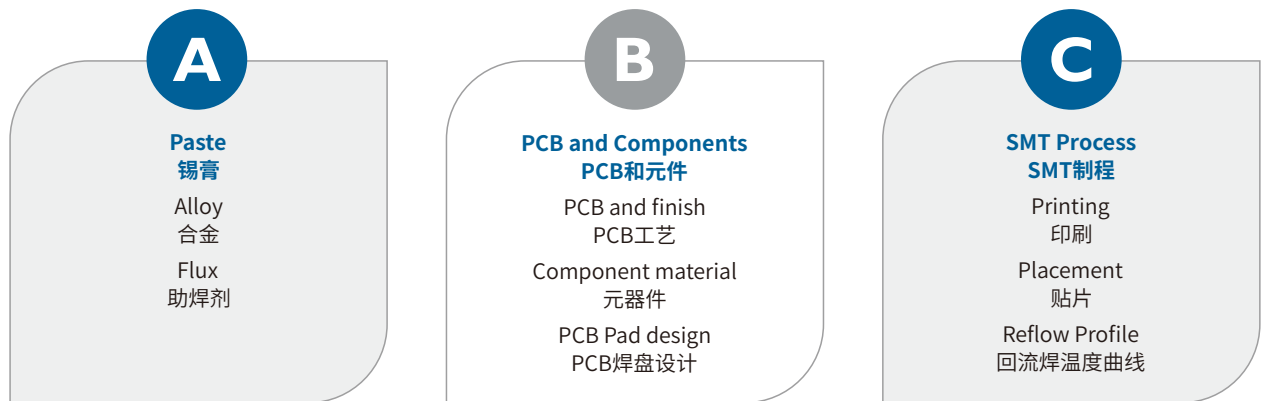 A
Paste
锡膏
Alloy
合金
Flux
助焊剂
B
PCB and Components
PCB和元件
PCB and finish
PCB工艺
Component material
元器件
PCB Pad design
PCB焊盘设计
C
SMT Process
SMT制程
Printing
印刷
Placement
贴片
Reflow Profile
回流焊温度曲线